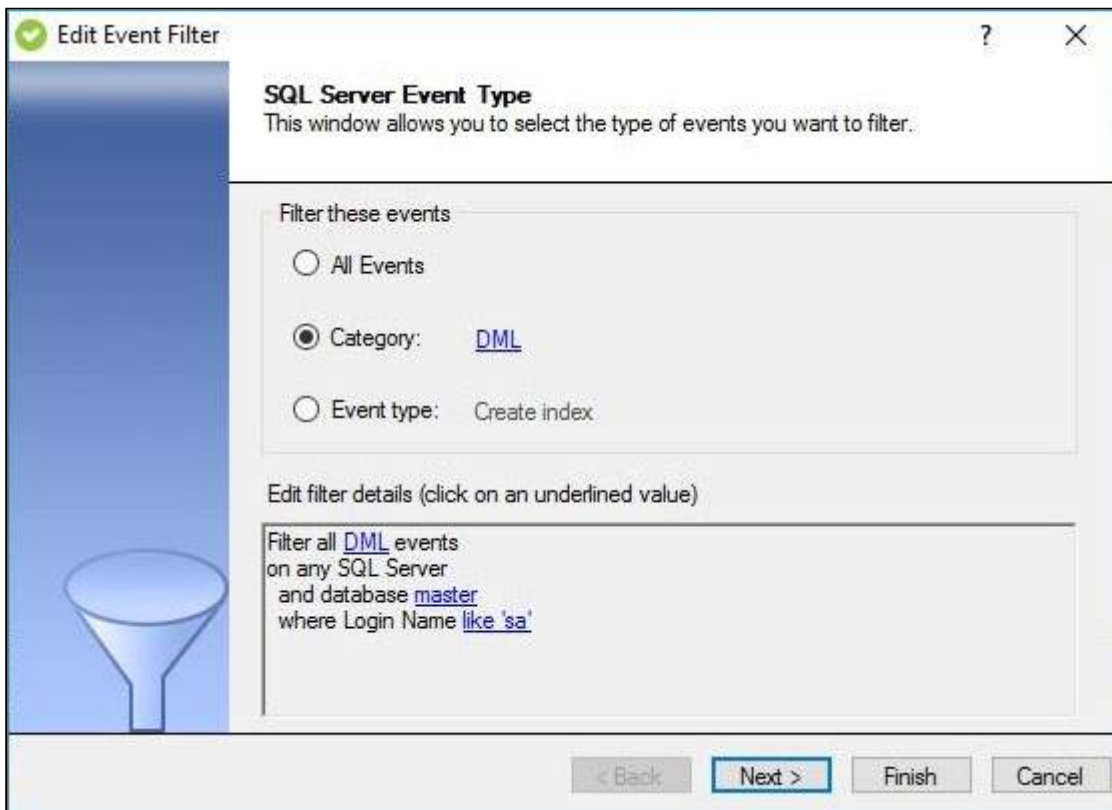 Edit Event Filter
?
SQL Server Event Type
This window allows you to select the type of events you want to filter.
Filter these events
All Events
Category: DML
Event type: Create index
Edit filter details (click on an underlined value)
Filter all DML events
on any SQL Server
and database master
where Login Name like 'sa'
< Back Next > Finish Cancel